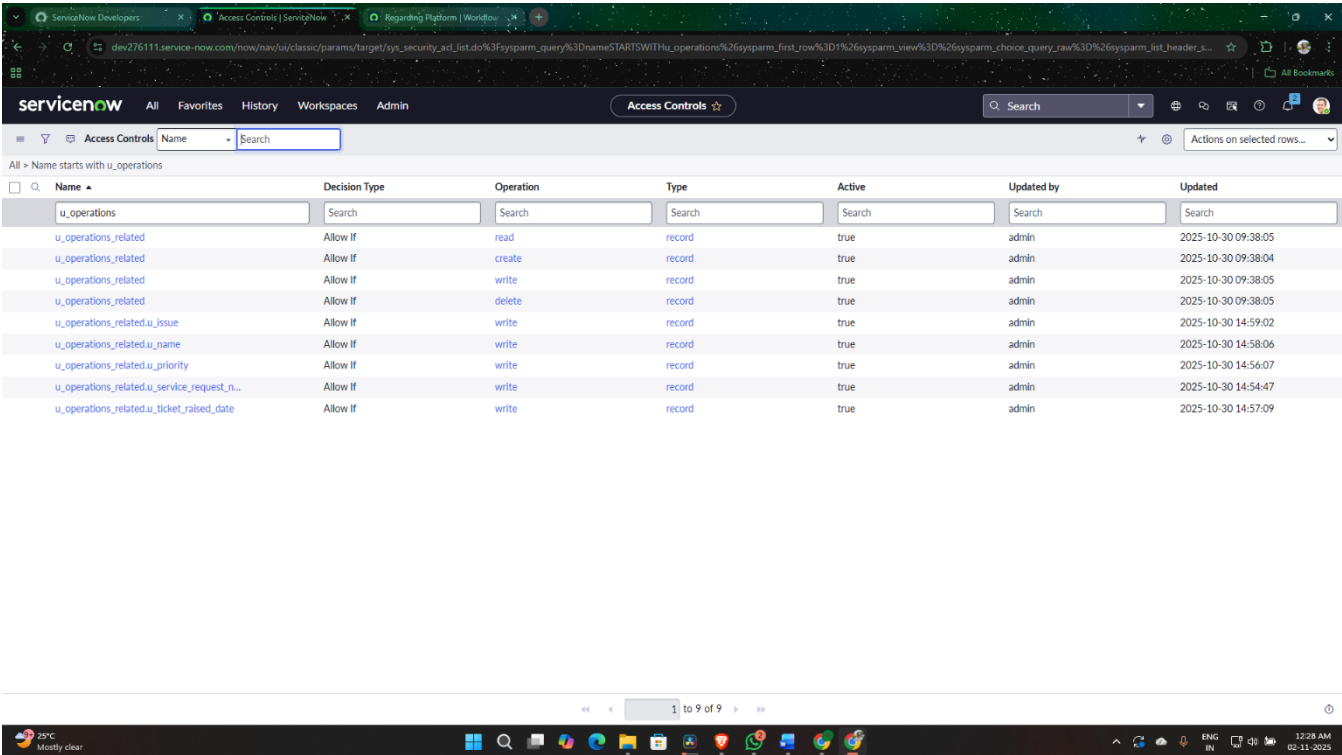 ServiceNow Developers
Access Controls | ServiceNow
Regarding Platform | Workflow
dev276111.service-now.com/now/nav/ui/classic/params/target/sys_security_acl_list.do%3Fsysparm_query%3DnameSTARTSWITHu_operations%26sysparm_first_row%3D1%26sysparm_view%3D%26sysparm_choice_query_raw%3D%26sysparm_list_header_s...
All Bookmarks
servicenow All Favorites History Workspaces Admin Access Controls Search 2
Access Controls Name Search Actions on selected rows...
All > Name starts with u_operations
Name Decision Type Operation Type Active Updated by Updated
u_operations Search Search Search Search Search Search
u_operations_related Allow If read record true admin 2025-10-30 09:38:05
u_operations_related Allow If create record true admin 2025-10-30 09:38:04
u_operations_related Allow If write record true admin 2025-10-30 09:38:05
u_operations_related Allow If delete record true admin 2025-10-30 09:38:05
u_operations_related.u_issue Allow If write record true admin 2025-10-30 14:59:02
u_operations_related.u_name Allow If write record true admin 2025-10-30 14:58:06
u_operations_related.u_priority Allow If write record true admin 2025-10-30 14:56:07
u_operations_related.u_service_request_n... Allow If write record true admin 2025-10-30 14:54:47
u_operations_related.u_ticket_raised_date Allow If write record true admin 2025-10-30 14:57:09
1 to 9 of 9
25°C
Mostly clear
ENG
IN
12:28 AM